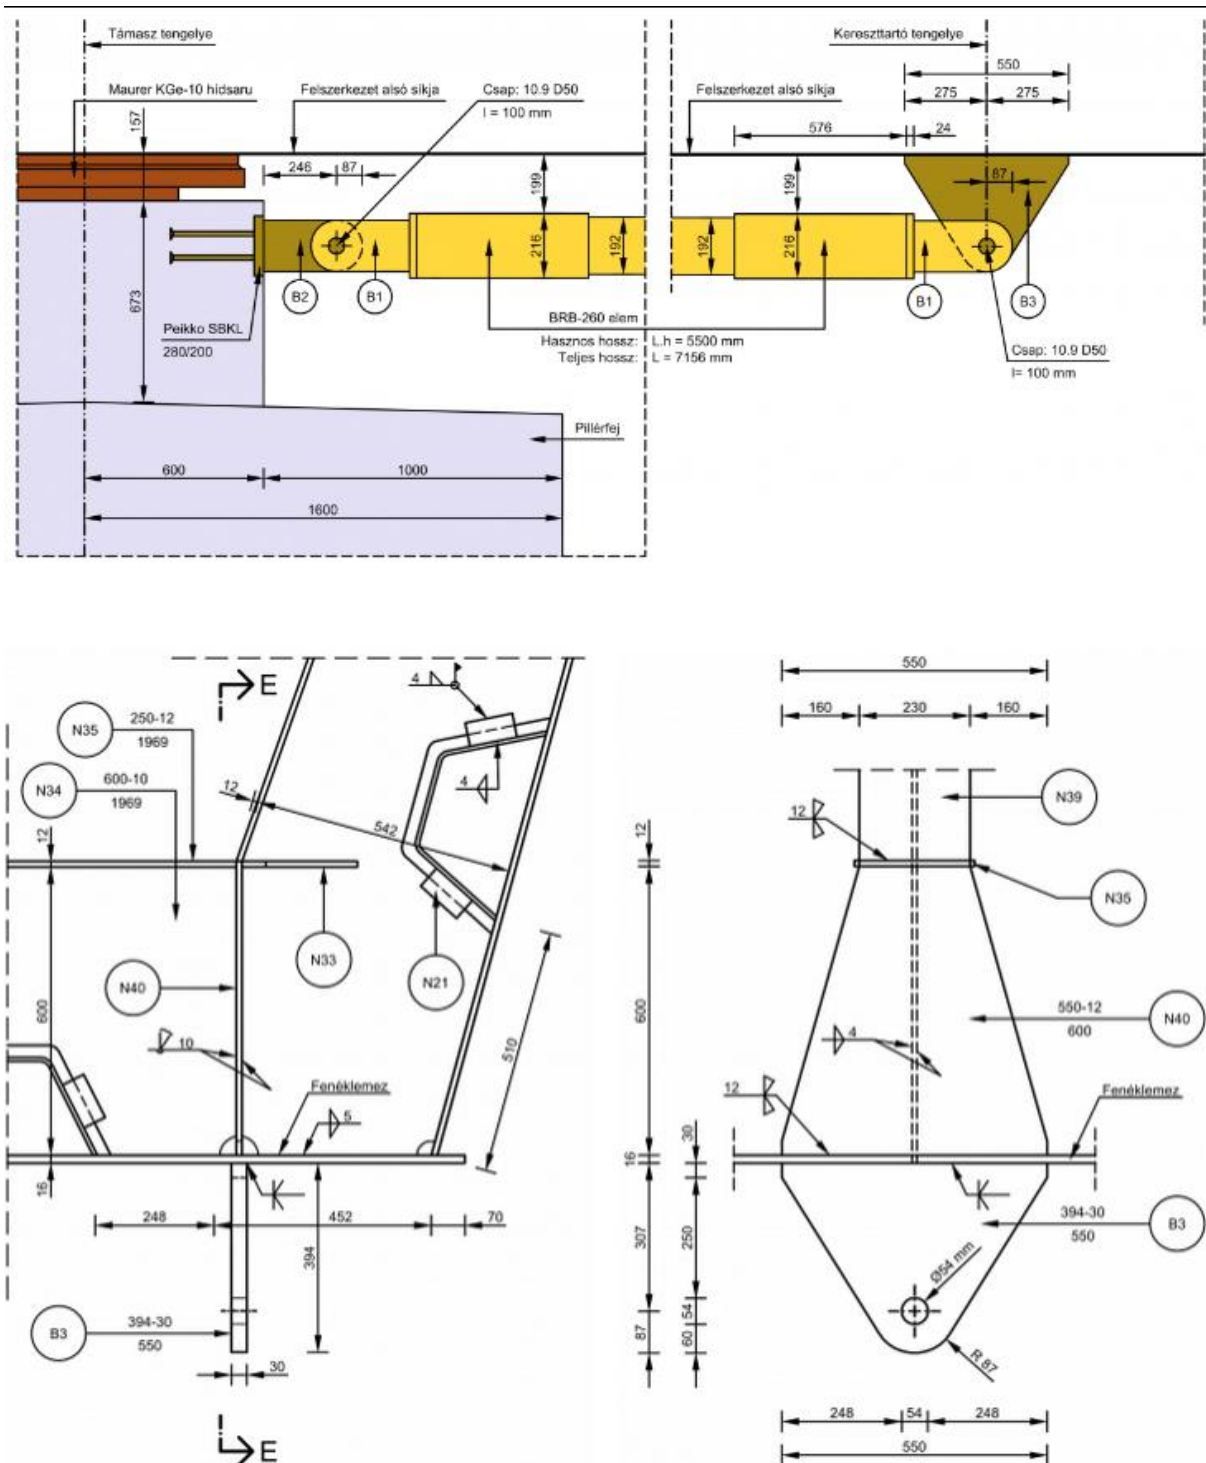 Támasz tengelye
Kereszttartó tengelye
550
Maurer KGe-10 hídsaru
Felszerkezet alsó síkja
Csap: 10.9 D50
l = 100 mm
Felszerkezet alsó síkja
275
275
157
576
24
246
87
199
199
87
216
192
192
216
673
B2
B1
B1
B3
Peikko SBKL
280/200
BRB-260 elem
Hasznos hossz: L.h = 5500 mm
Teljes hossz: L = 7156 mm
Csap: 10.9 D50
l= 100 mm
Pillérfej
600
1000
1600
E
4
N35
250-12
1969
N34
600-10
1969
12
4
12
542
N33
N21
N40
600
10
510
Fenéklemez
5
16
248
452
70
394
B3
394-30
550
30
E
550
160
230
160
N39
12
12
N35
600
550-12
600
N40
4
12
Fenéklemez
30
16
394-30
550
B3
307
250
Ø54 mm
54
87
60
R 87
248
54
248
550